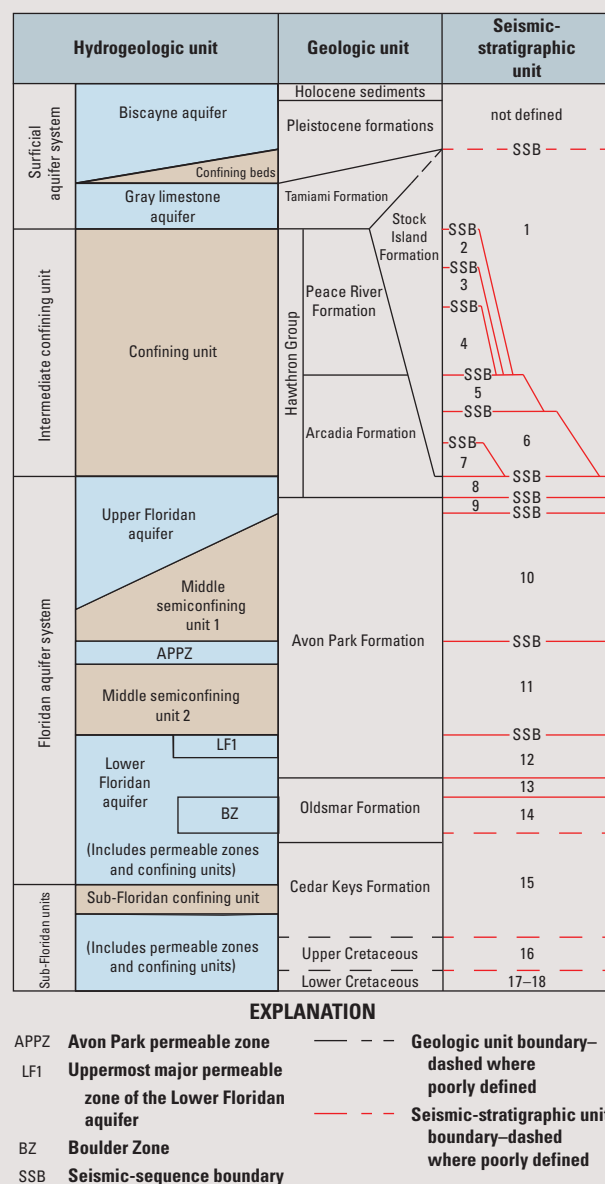 Hydrogeologic unit
Geologic unit
Seismic-
stratigraphic
unit
Surficial
aquifer system
Biscayne aquifer
Confining beds
Gray limestone
aquifer
Holocene sediments
Pleistocene formations
Tamiami Formation
not defined
SSB
Intermediate confining unit
Confining unit
Hawthron Group
Stock
Island
Formation
Peace River
Formation
Arcadia Formation
1
SSB
2
SSB
3
SSB
4
SSB
5
SSB
6
SSB
7
SSB
Floridan aquifer system
Upper Floridan
aquifer
Middle
semiconfining
unit 1
APPZ
Middle semiconfining
unit 2
LF1
Lower
Floridan
aquifer
BZ
(Includes permeable zones
and confining units)
Avon Park Formation
Oldsmar Formation
8
SSB
9
SSB
10
SSB
11
SSB
12
13
14
Sub-Floridan units
Sub-Floridan confining unit
(Includes permeable zones
and confining units)
Cedar Keys Formation
Upper Cretaceous
Lower Cretaceous
15
16
17–18
EXPLANATION
APPZ Avon Park permeable zone
LF1 Uppermost major permeable
zone of the Lower Floridan
aquifer
BZ Boulder Zone
SSB Seismic-sequence boundary
Geologic unit boundary–
dashed where
poorly defined
Seismic-stratigraphic unit
boundary–dashed
where poorly defined